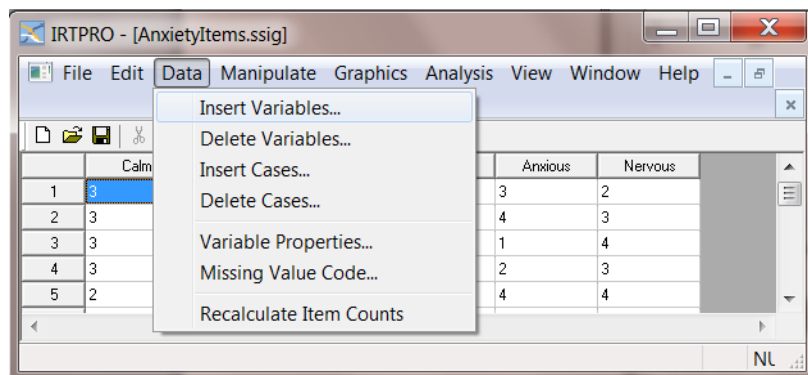 IRTPRO - [AnxietyItems.ssig]
File Edit Data Manipulate Graphics Analysis View Window Help
Insert Variables...
Delete Variables...
Insert Cases...
Delete Cases...
Variable Properties...
Missing Value Code...
Recalculate Item Counts
Calm Anxious Nervous
1 3 3 2
2 3 4 3
3 3 1 4
4 3 2 3
5 2 4 4